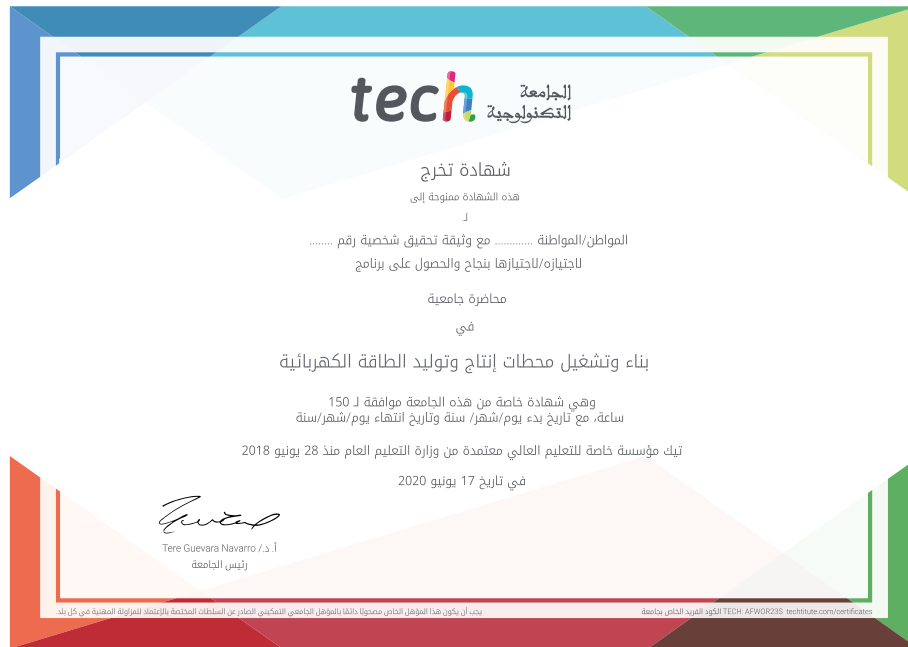 tech الجامعة
التكنولوجية
شهادة تخرج
هذه الشهادة ممنوحة إلى
لـ
المواطن/المواطنة ............ مع وثيقة تحقيق شخصية رقم ........
لاجتيازه/لاجتيازها بنجاح والحصول على برنامج
محاضرة جامعية
في
بناء وتشغيل محطات إنتاج وتوليد الطاقة الكهربائية
وهي شهادة خاصة من هذه الجامعة موافقة لـ 150
ساعة، مع تاريخ بدء يوم/شهر/ سنة وتاريخ انتهاء يوم/شهر/سنة
تيك مؤسسة خاصة للتعليم العالي معتمدة من وزارة التعليم العام منذ 28 يونيو 2018
في تاريخ 17 يونيو 2020
أ. د./ Tere Guevara Navarro
رئيس الجامعة
يجب أن يكون هذا المؤهل الخاص مصحوبًا دائمًا بالمؤهل الجامعي التمكيني الصادر عن السلطات المختصة بالإعتماد للمزاولة المهنية في كل بلد.
الكود الفريد الخاص بجامعة TECH: AFWOR23S techtitute.com/certificates